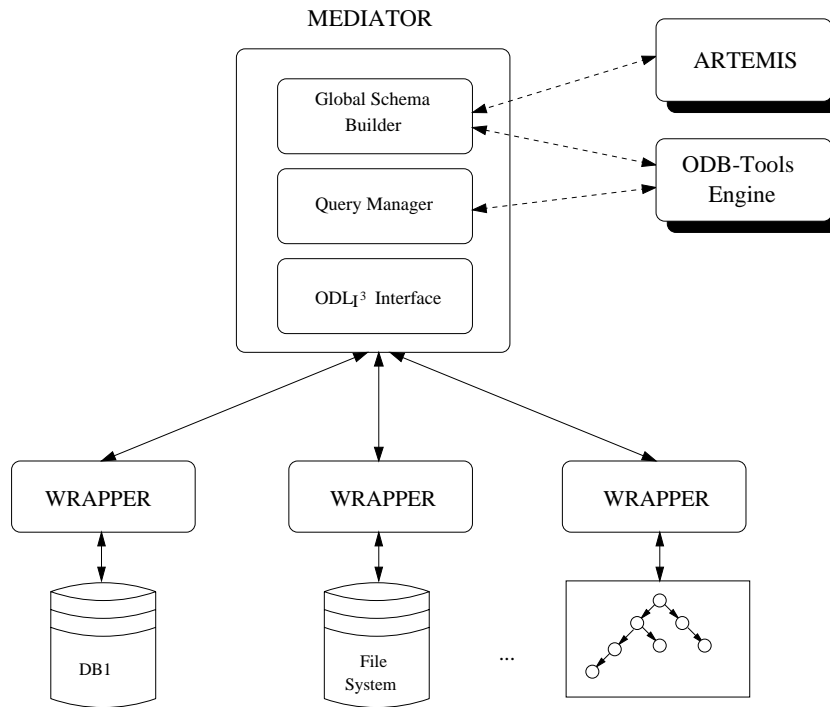 MEDIATOR
ARTEMIS
Global Schema
Builder
ODB-Tools
Engine
Query Manager
ODLI³ Interface
WRAPPER
WRAPPER
WRAPPER
DB1
File
System
...